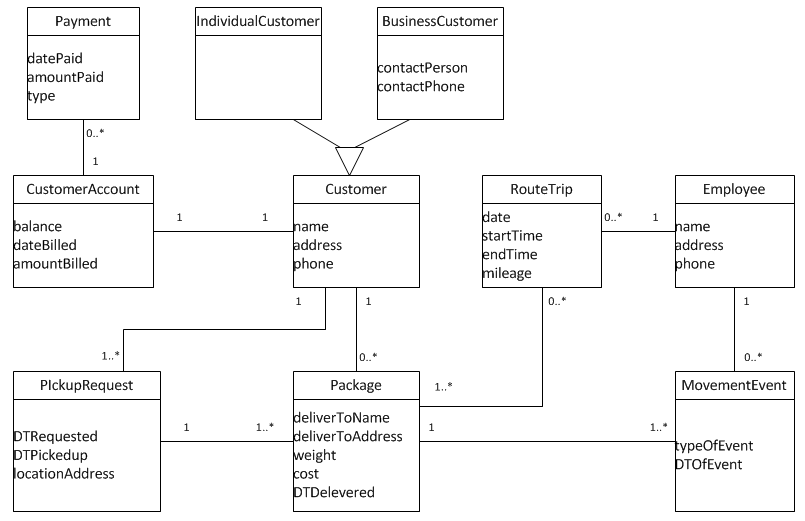 Payment
datePaid
amountPaid
type
IndividualCustomer
BusinessCustomer
contactPerson
contactPhone
0..*
1
CustomerAccount
balance
dateBilled
amountBilled
1
1
Customer
name
address
phone
RouteTrip
date
startTime
endTime
mileage
0..*
1
Employee
name
address
phone
1
1
0..*
1
1..*
0..*
1..*
0..*
PIckupRequest
DTRequested
DTPickedup
locationAddress
1
1..*
Package
deliverToName
deliverToAddress
weight
cost
DTDelevered
1
1..*
MovementEvent
typeOfEvent
DTOfEvent